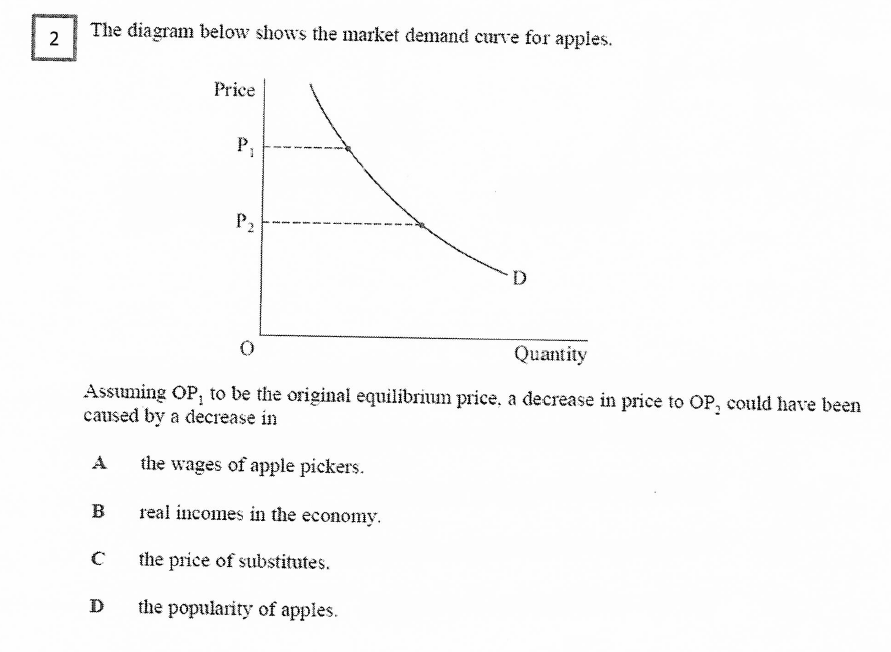 2
The diagram below shows the market demand curve for apples.
Price
P₁
P₂
D
O
Quantity
Assuming OP₁ to be the original equilibrium price, a decrease in price to OP₂ could have been
caused by a decrease in
A the wages of apple pickers.
B real incomes in the economy.
C the price of substitutes.
D the popularity of apples.